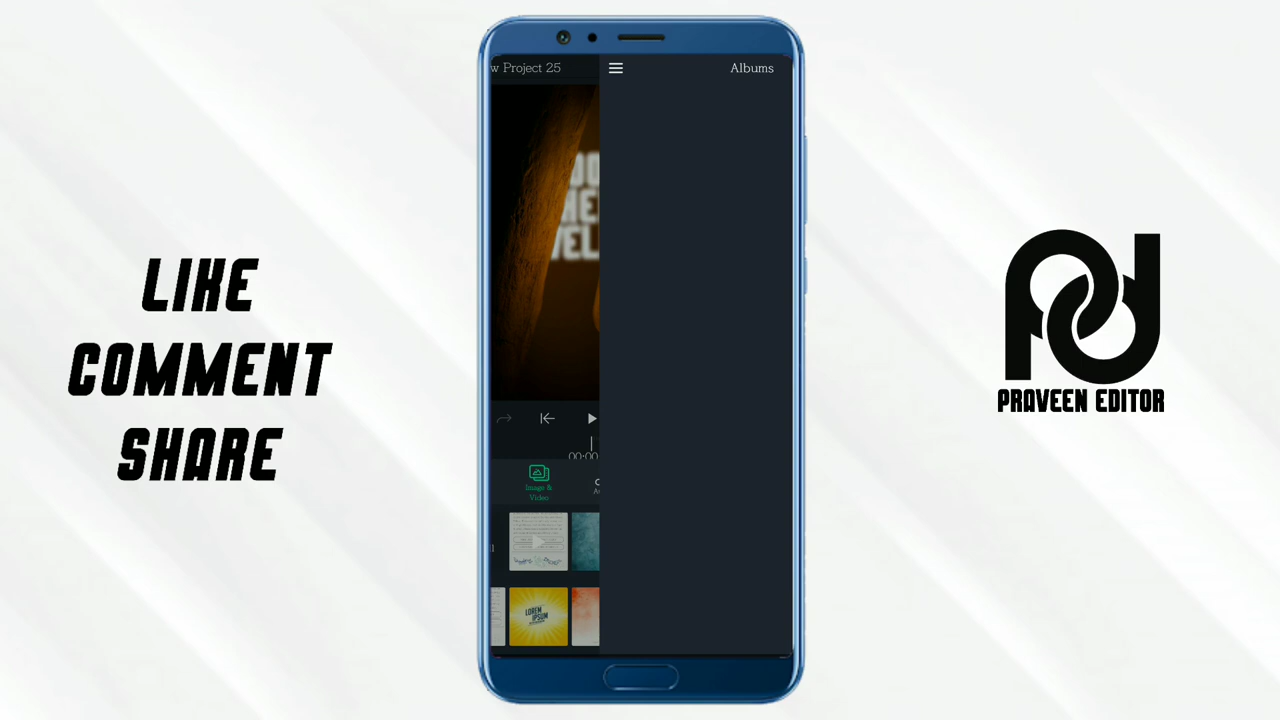 LIKE
COMMENT
SHARE
w Project 25
Albums
00:00
Image &
Video
LOREM
IPSUM
PRAVEEN EDITOR